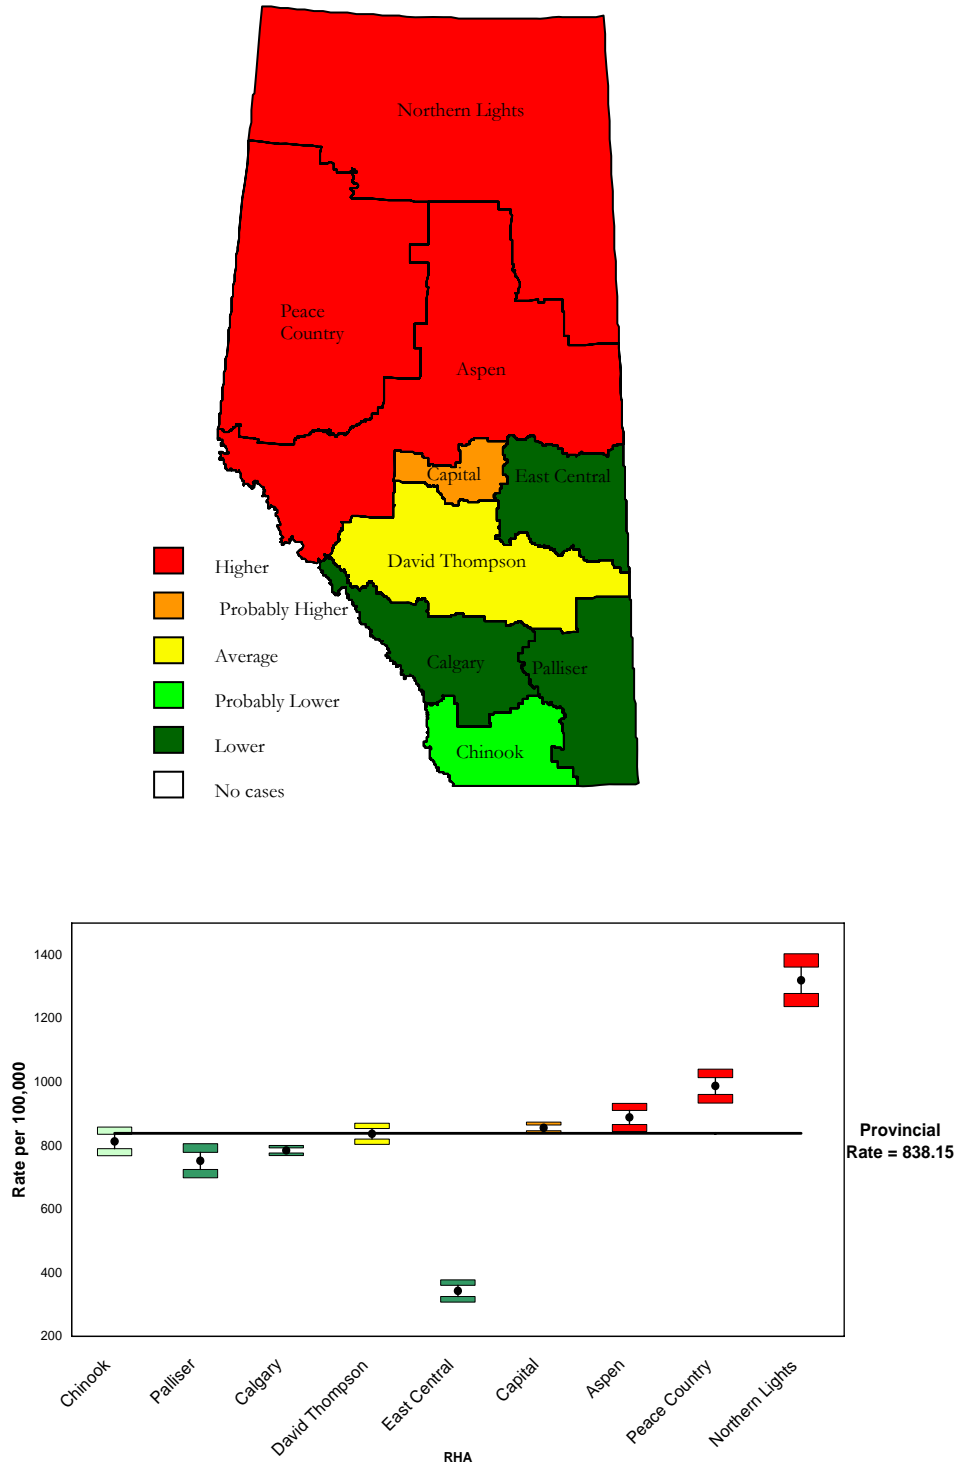 Northern Lights
Peace
Country
Aspen
Capital
East Central
David Thompson
Calgary
Palliser
Chinook
Higher
Probably Higher
Average
Probably Lower
Lower
No cases
Rate per 100,000
1400
1200
1000
800
600
400
200
Provincial
Rate = 838.15
Chinook
Palliser
Calgary
David Thompson
East Central
Capital
Aspen
Peace Country
Northern Lights
RHA